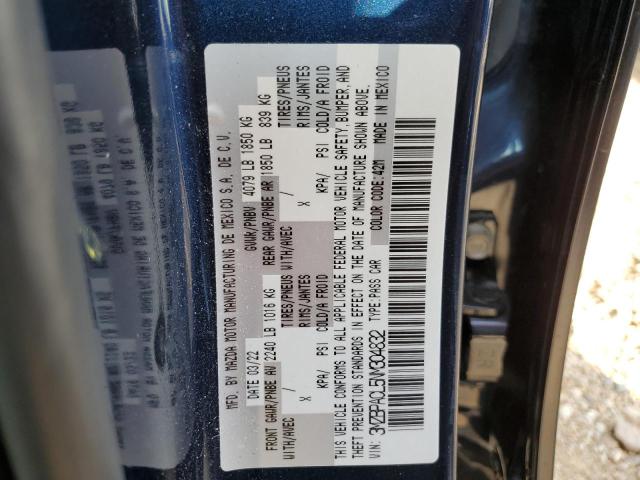 MFD. BY MAZDA MOTOR MANUFACTURING DE MEXICO S.A. DE C.V.
DATE 03/22 GVWR/PNBV 4079 LB 1850 KG
FRONT GAWR/PNBE AV 2240 LB 1016 KG REAR GAWR/PNBE AR 1850 LB 839 KG
WITH/AVEC / TIRES/PNEUS WITH/AVEC / TIRES/PNEUS
X RIMS/JANTES X RIMS/JANTES
KPA/ PSI COLD/A FROID KPA/ PSI COLD/A FROID
THIS VEHICLE CONFORMS TO ALL APPLICABLE FEDERAL MOTOR VEHICLE SAFETY, BUMPER, AND
THEFT PREVENTION STANDARDS IN EFFECT ON THE DATE OF MANUFACTURE SHOWN ABOVE.
VIN: 3MZBPACL5NM304632 TYPE:PASS CAR COLOR CODE:42M MADE IN MEXICO